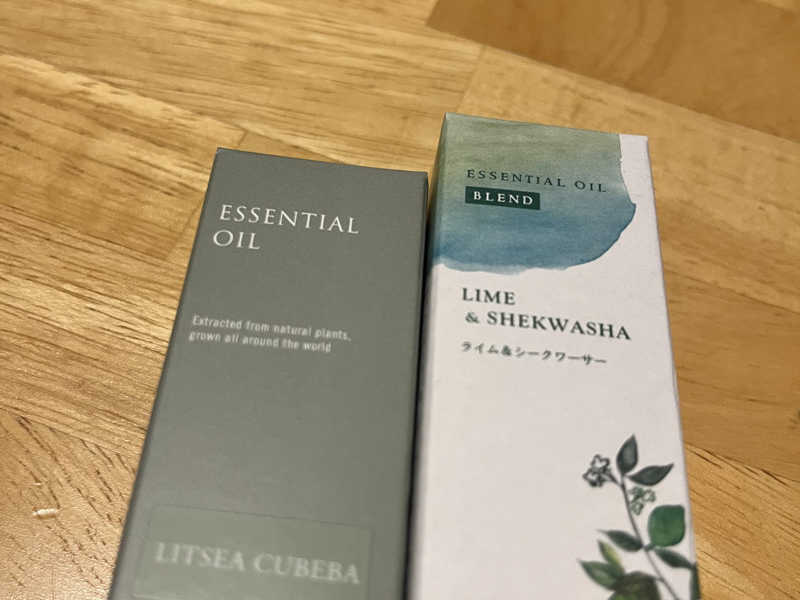 ESSENTIAL
OIL
Extracted from natural plants,
grown all around the world
LITSEA CUBEBA
ESSENTIAL OIL
BLEND
LIME
& SHEKWASHA
ライム&シークワーサー